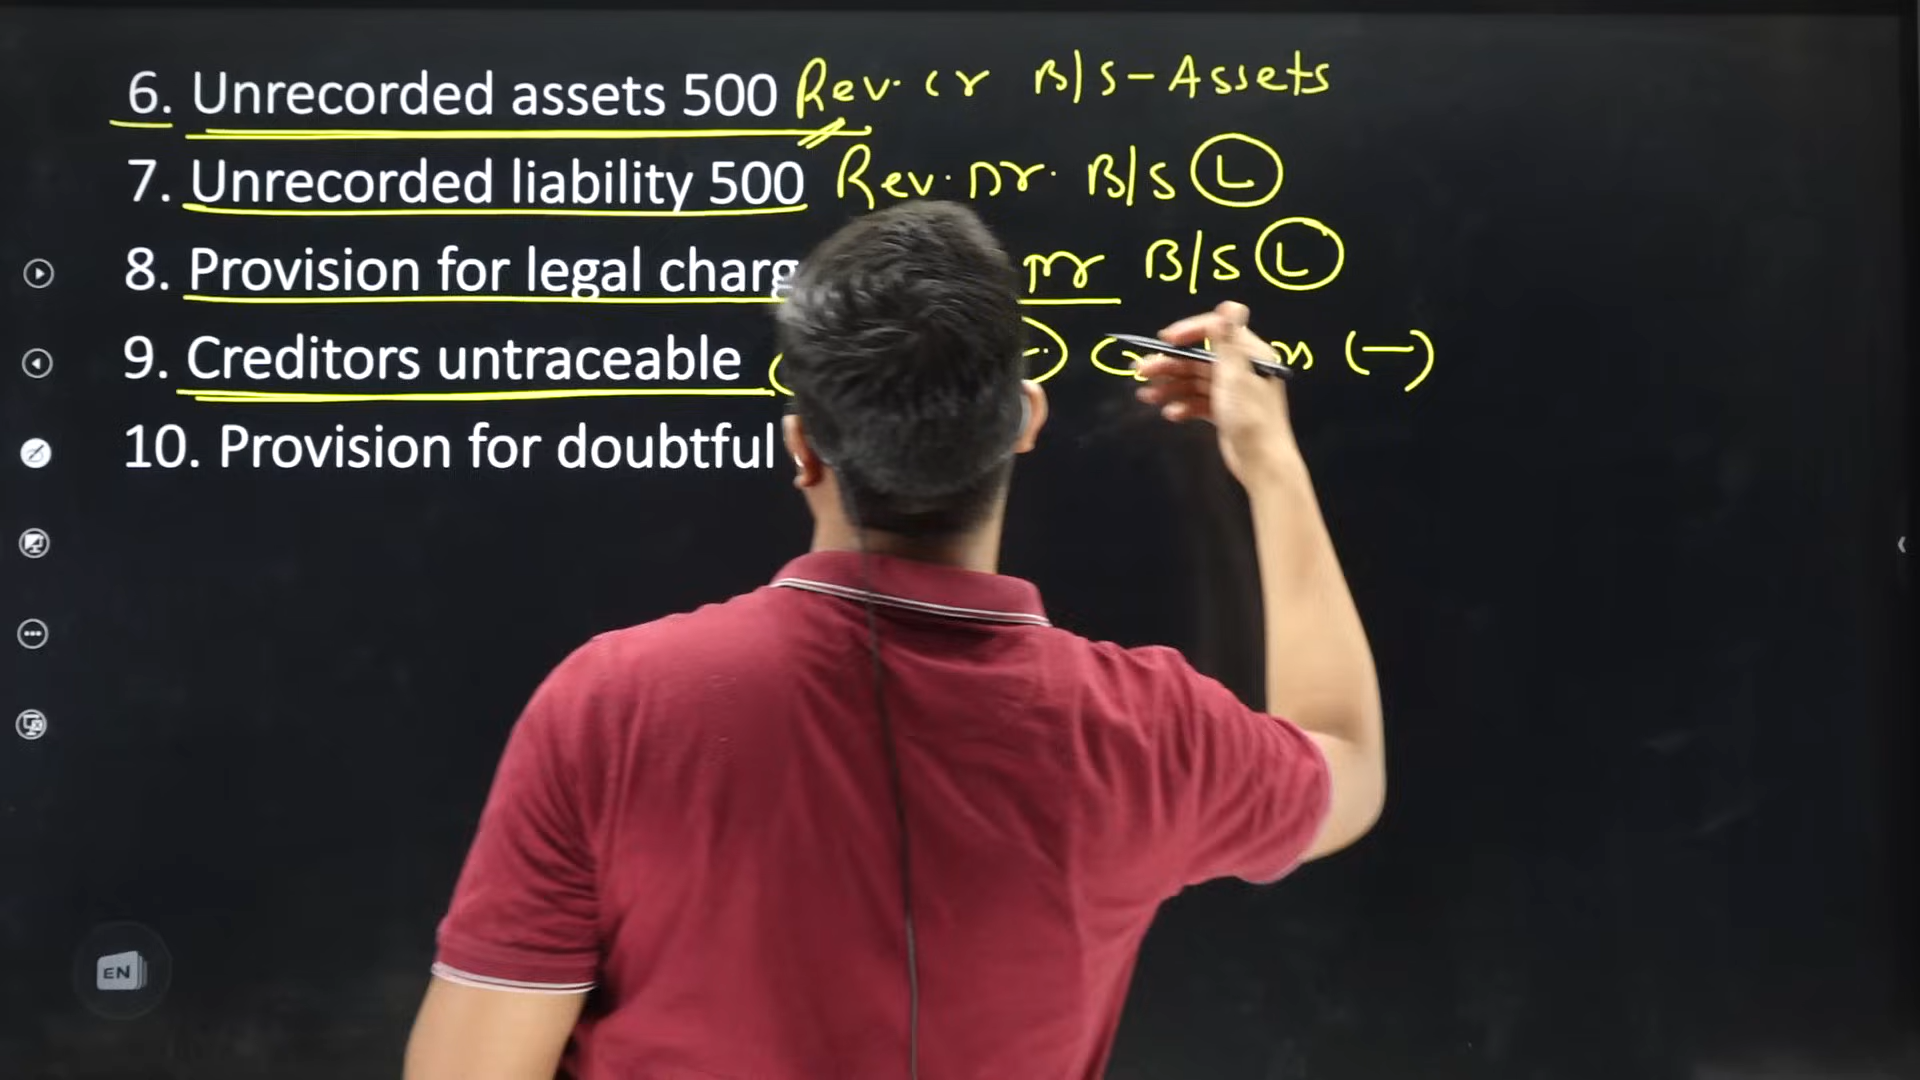 6. Unrecorded assets 500 Rev. Cr B/S - Assets
7. Unrecorded liability 500 Rev. Dr. B/S L
8. Provision for legal Dr B/S L
9. Creditors untraceable (-)
10. Provision for doubtful
EN